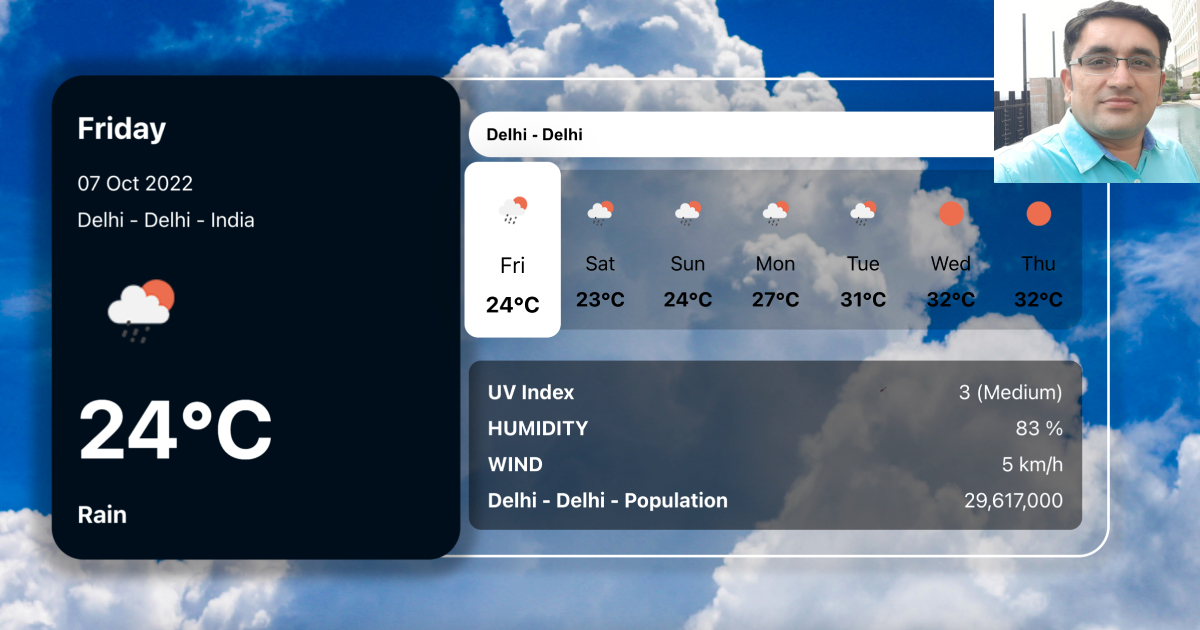 Friday
07 Oct 2022
Delhi - Delhi - India
24°C
Rain
Delhi - Delhi
Fri Sat Sun Mon Tue Wed Thu
24°C 23°C 24°C 27°C 31°C 32°C 32°C
UV Index 3 (Medium)
HUMIDITY 83 %
WIND 5 km/h
Delhi - Delhi - Population 29,617,000